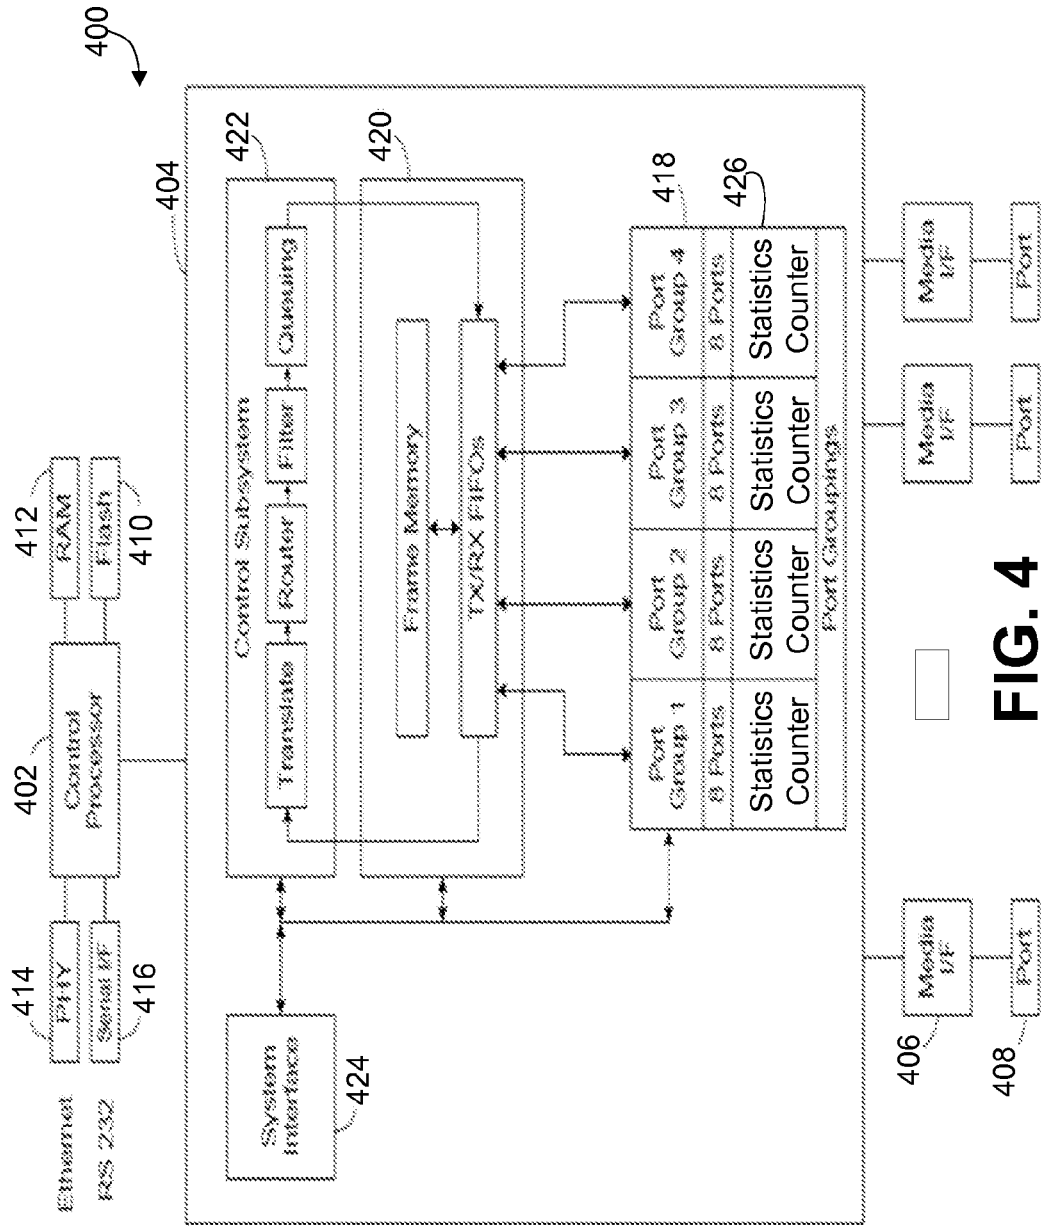 400
Ethernet
RS 232
414
PHY
Serial I/F
416
402
Control
Processor
412
RAM
Flash
410
404
System
Interface
424
Control Subsystem
422
Translate
Router
Filter
Queuing
420
Frame Memory
TX/RX FIFOs
Port
Group 1
Port
Group 2
Port
Group 3
Port
Group 4
418
8 Ports
8 Ports
8 Ports
8 Ports
Statistics
Counter
Statistics
Counter
Statistics
Counter
Statistics
Counter
426
Port Groupings
406
Media
I/F
Media
I/F
Media
I/F
408
Port
Port
Port
FIG. 4